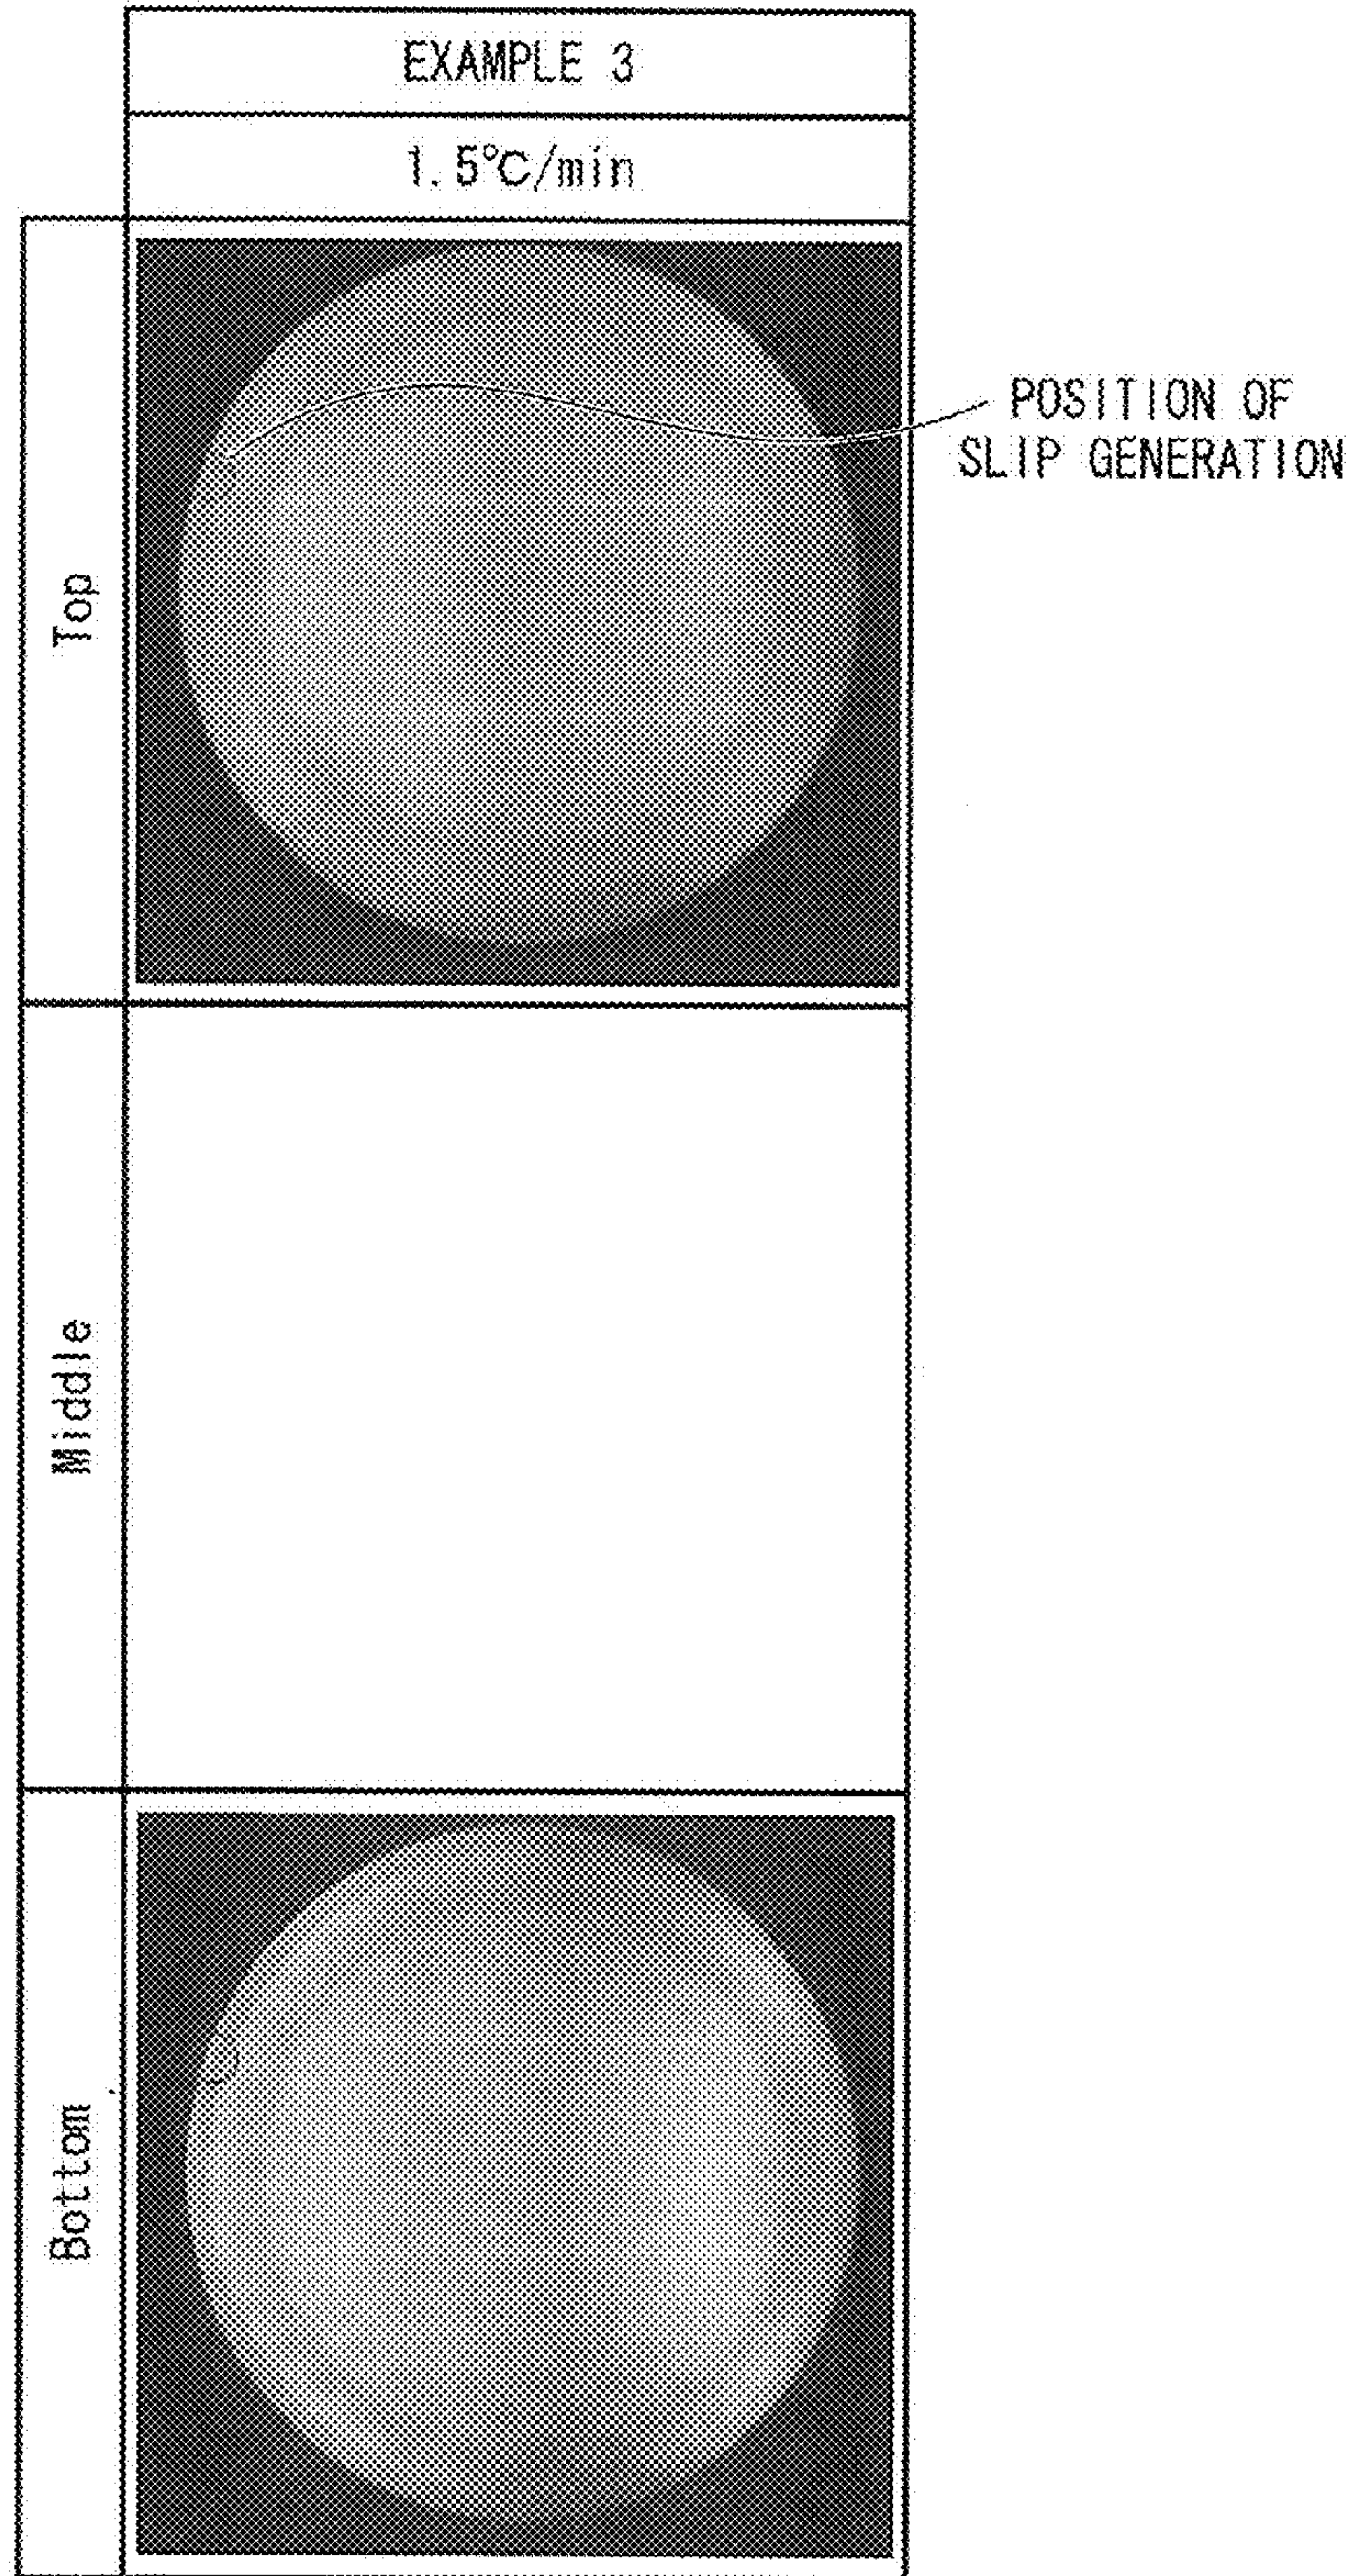 EXAMPLE 3
1.5°C/min
Top
POSITION OF
SLIP GENERATION
Middle
Bottom